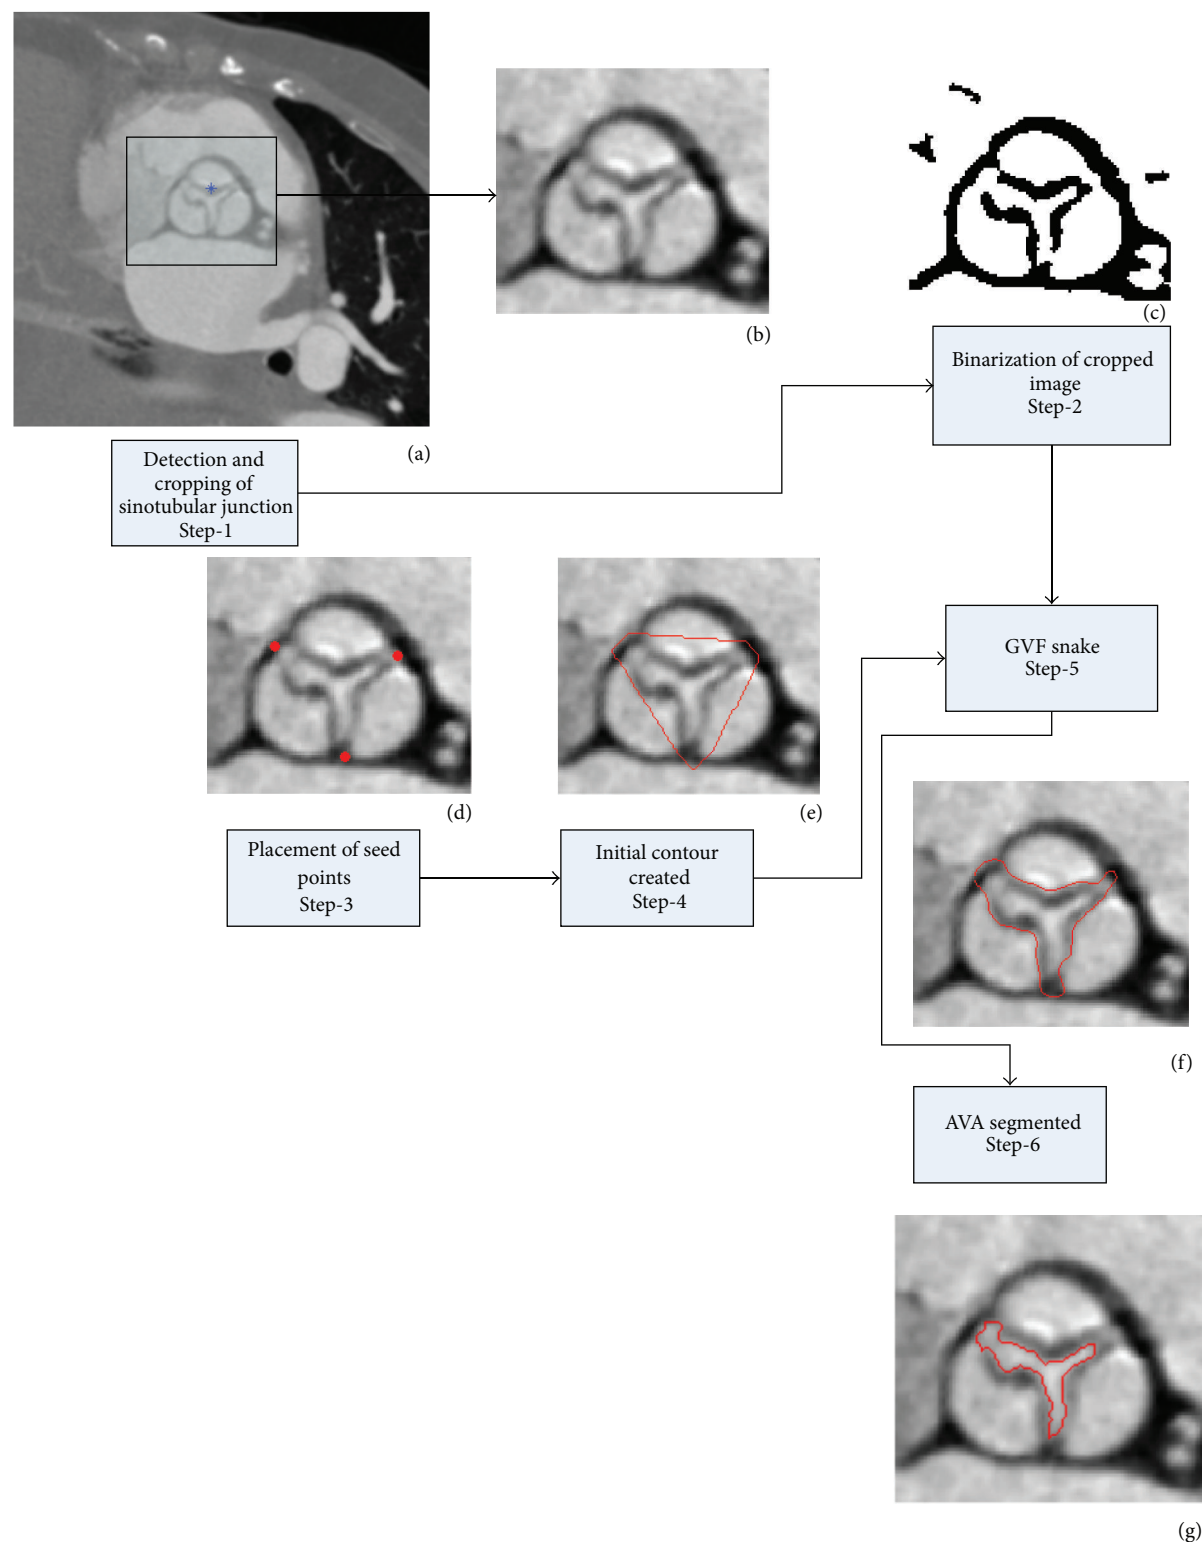 (a)
(b)
(c)
Detection and
cropping of
sinotubular junction
Step-1
Binarization of cropped
image
Step-2
(d)
(e)
Placement of seed
points
Step-3
Initial contour
created
Step-4
GVF snake
Step-5
(f)
AVA segmented
Step-6
(g)